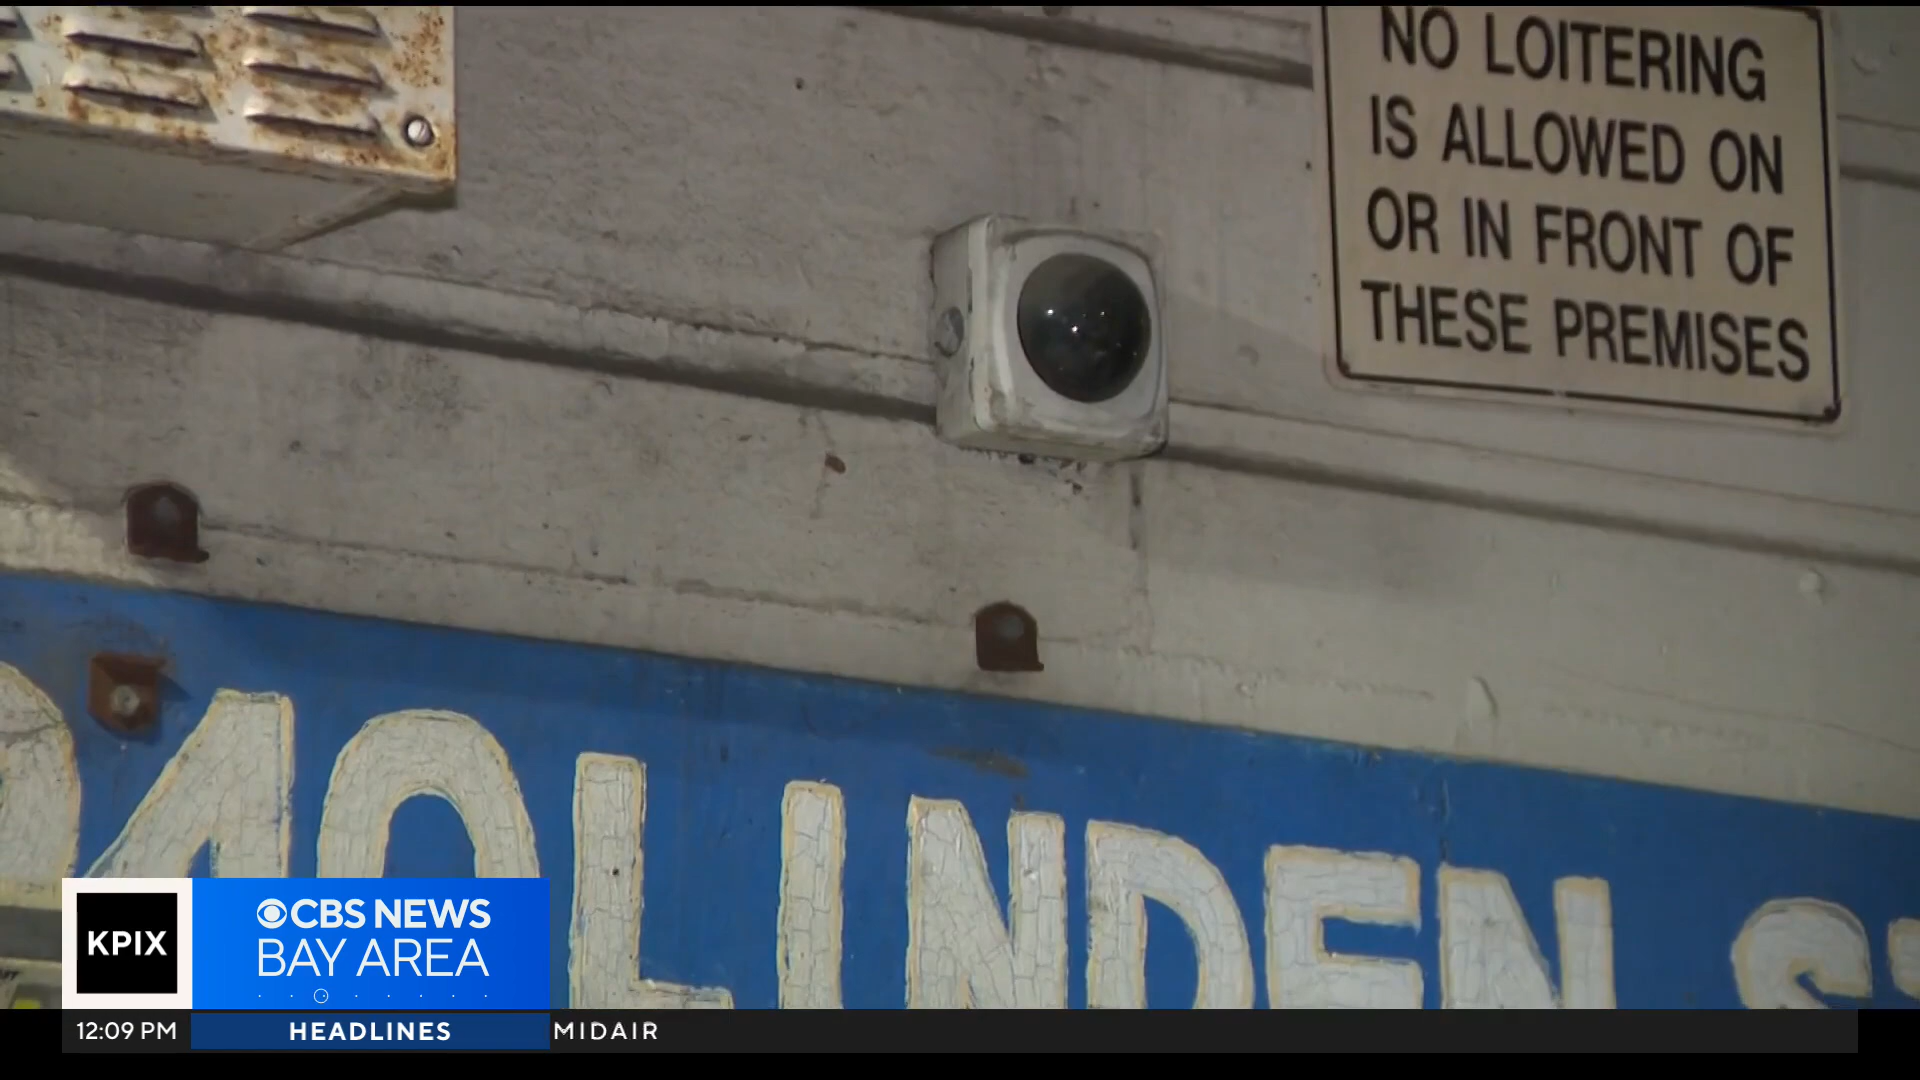 NO LOITERING
IS ALLOWED ON
OR IN FRONT OF
THESE PREMISES
LINDEN
KPIX
CBS NEWS
BAY AREA
12:09 PM
HEADLINES
MIDAIR